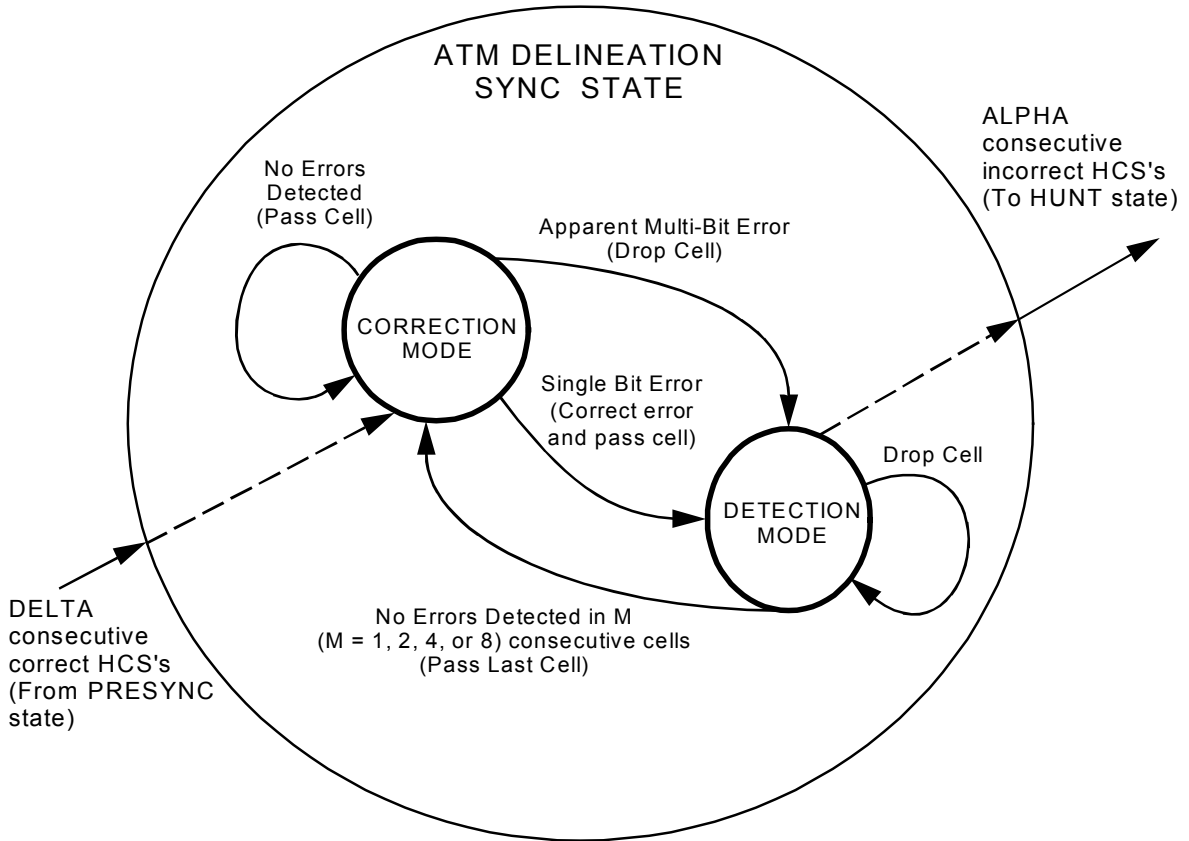 ATM DELINEATION
SYNC STATE
ALPHA
consecutive
incorrect HCS's
(To HUNT state)
No Errors
Detected
(Pass Cell)
Apparent Multi-Bit Error
(Drop Cell)
CORRECTION
MODE
Single Bit Error
(Correct error
and pass cell)
Drop Cell
DETECTION
MODE
DELTA
consecutive
correct HCS's
(From PRESYNC
state)
No Errors Detected in M
(M = 1, 2, 4, or 8) consecutive cells
(Pass Last Cell)